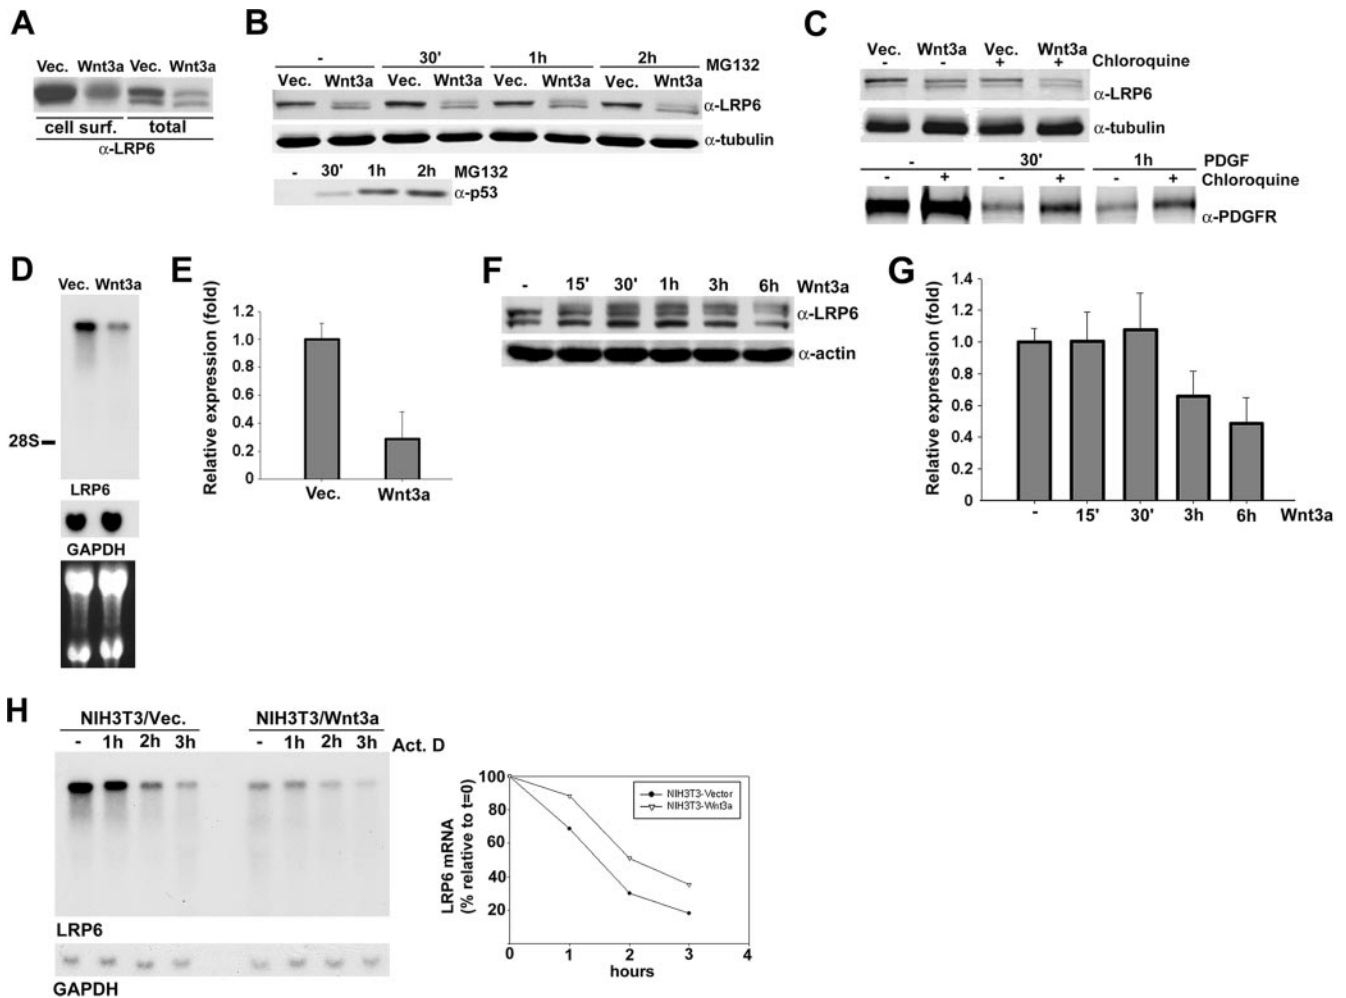 A
Vec. Wnt3a Vec. Wnt3a
cell surf. total
α-LRP6
B
- 30' 1h 2h MG132
Vec. Wnt3a Vec. Wnt3a Vec. Wnt3a Vec. Wnt3a
α-LRP6
α-tubulin
- 30' 1h 2h MG132
α-p53
C
Vec. Wnt3a Vec. Wnt3a
- - + + Chloroquine
α-LRP6
α-tubulin
- 30' 1h PDGF
- + - + - + Chloroquine
α-PDGFR
D
Vec. Wnt3a
28S
LRP6
GAPDH
E
Relative expression (fold)
1.2
1.0
0.8
0.6
0.4
0.2
0
Vec. Wnt3a
F
- 15' 30' 1h 3h 6h Wnt3a
α-LRP6
α-actin
G
Relative expression (fold)
1.4
1.2
1.0
0.8
0.6
0.4
0.2
0
- 15' 30' 3h 6h Wnt3a
H
NIH3T3/Vec. NIH3T3/Wnt3a
- 1h 2h 3h - 1h 2h 3h Act. D
LRP6
GAPDH
LRP6 mRNA
(% relative to t=0)
100
80
60
40
20
NIH3T3-Vector
NIH3T3-Wnt3a
0 1 2 3 4
hours